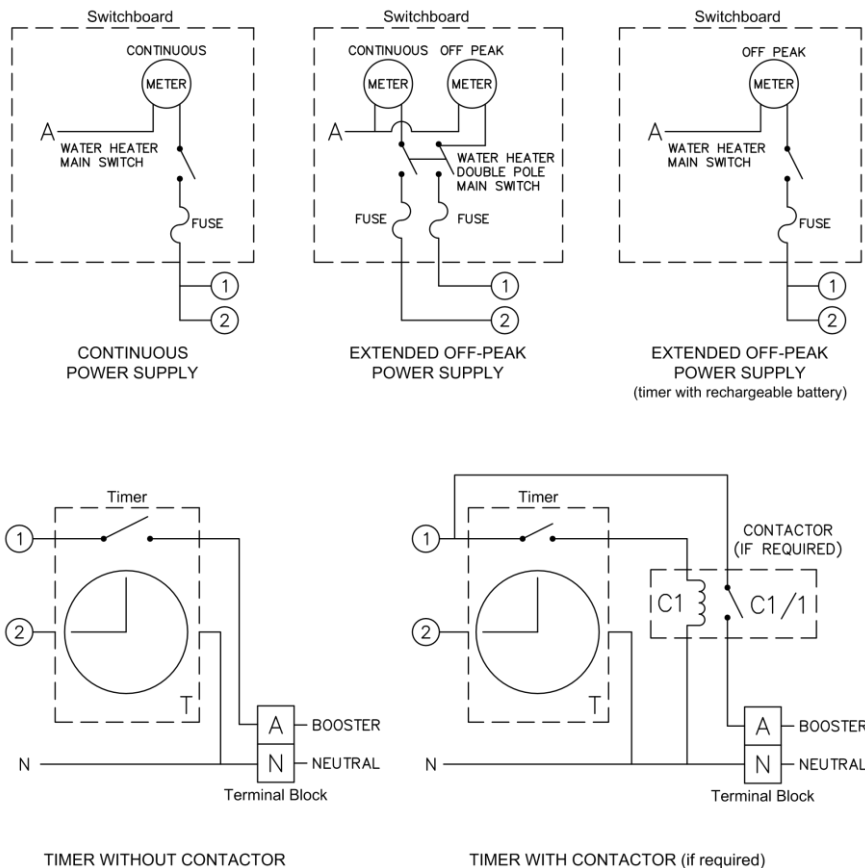 Switchboard
CONTINUOUS
METER
A
WATER HEATER
MAIN SWITCH
FUSE
1
2
CONTINUOUS
POWER SUPPLY
Switchboard
CONTINUOUS OFF PEAK
METER METER
A
WATER HEATER
DOUBLE POLE
MAIN SWITCH
FUSE FUSE
1
2
EXTENDED OFF-PEAK
POWER SUPPLY
Switchboard
OFF PEAK
METER
A
WATER HEATER
MAIN SWITCH
FUSE
1
2
EXTENDED OFF-PEAK
POWER SUPPLY
(timer with rechargeable battery)
Timer
1
2
T
A BOOSTER
N N NEUTRAL
Terminal Block
TIMER WITHOUT CONTACTOR
Timer
1
CONTACTOR
(IF REQUIRED)
C1 C1/1
2
T
A BOOSTER
N N NEUTRAL
Terminal Block
TIMER WITH CONTACTOR (if required)